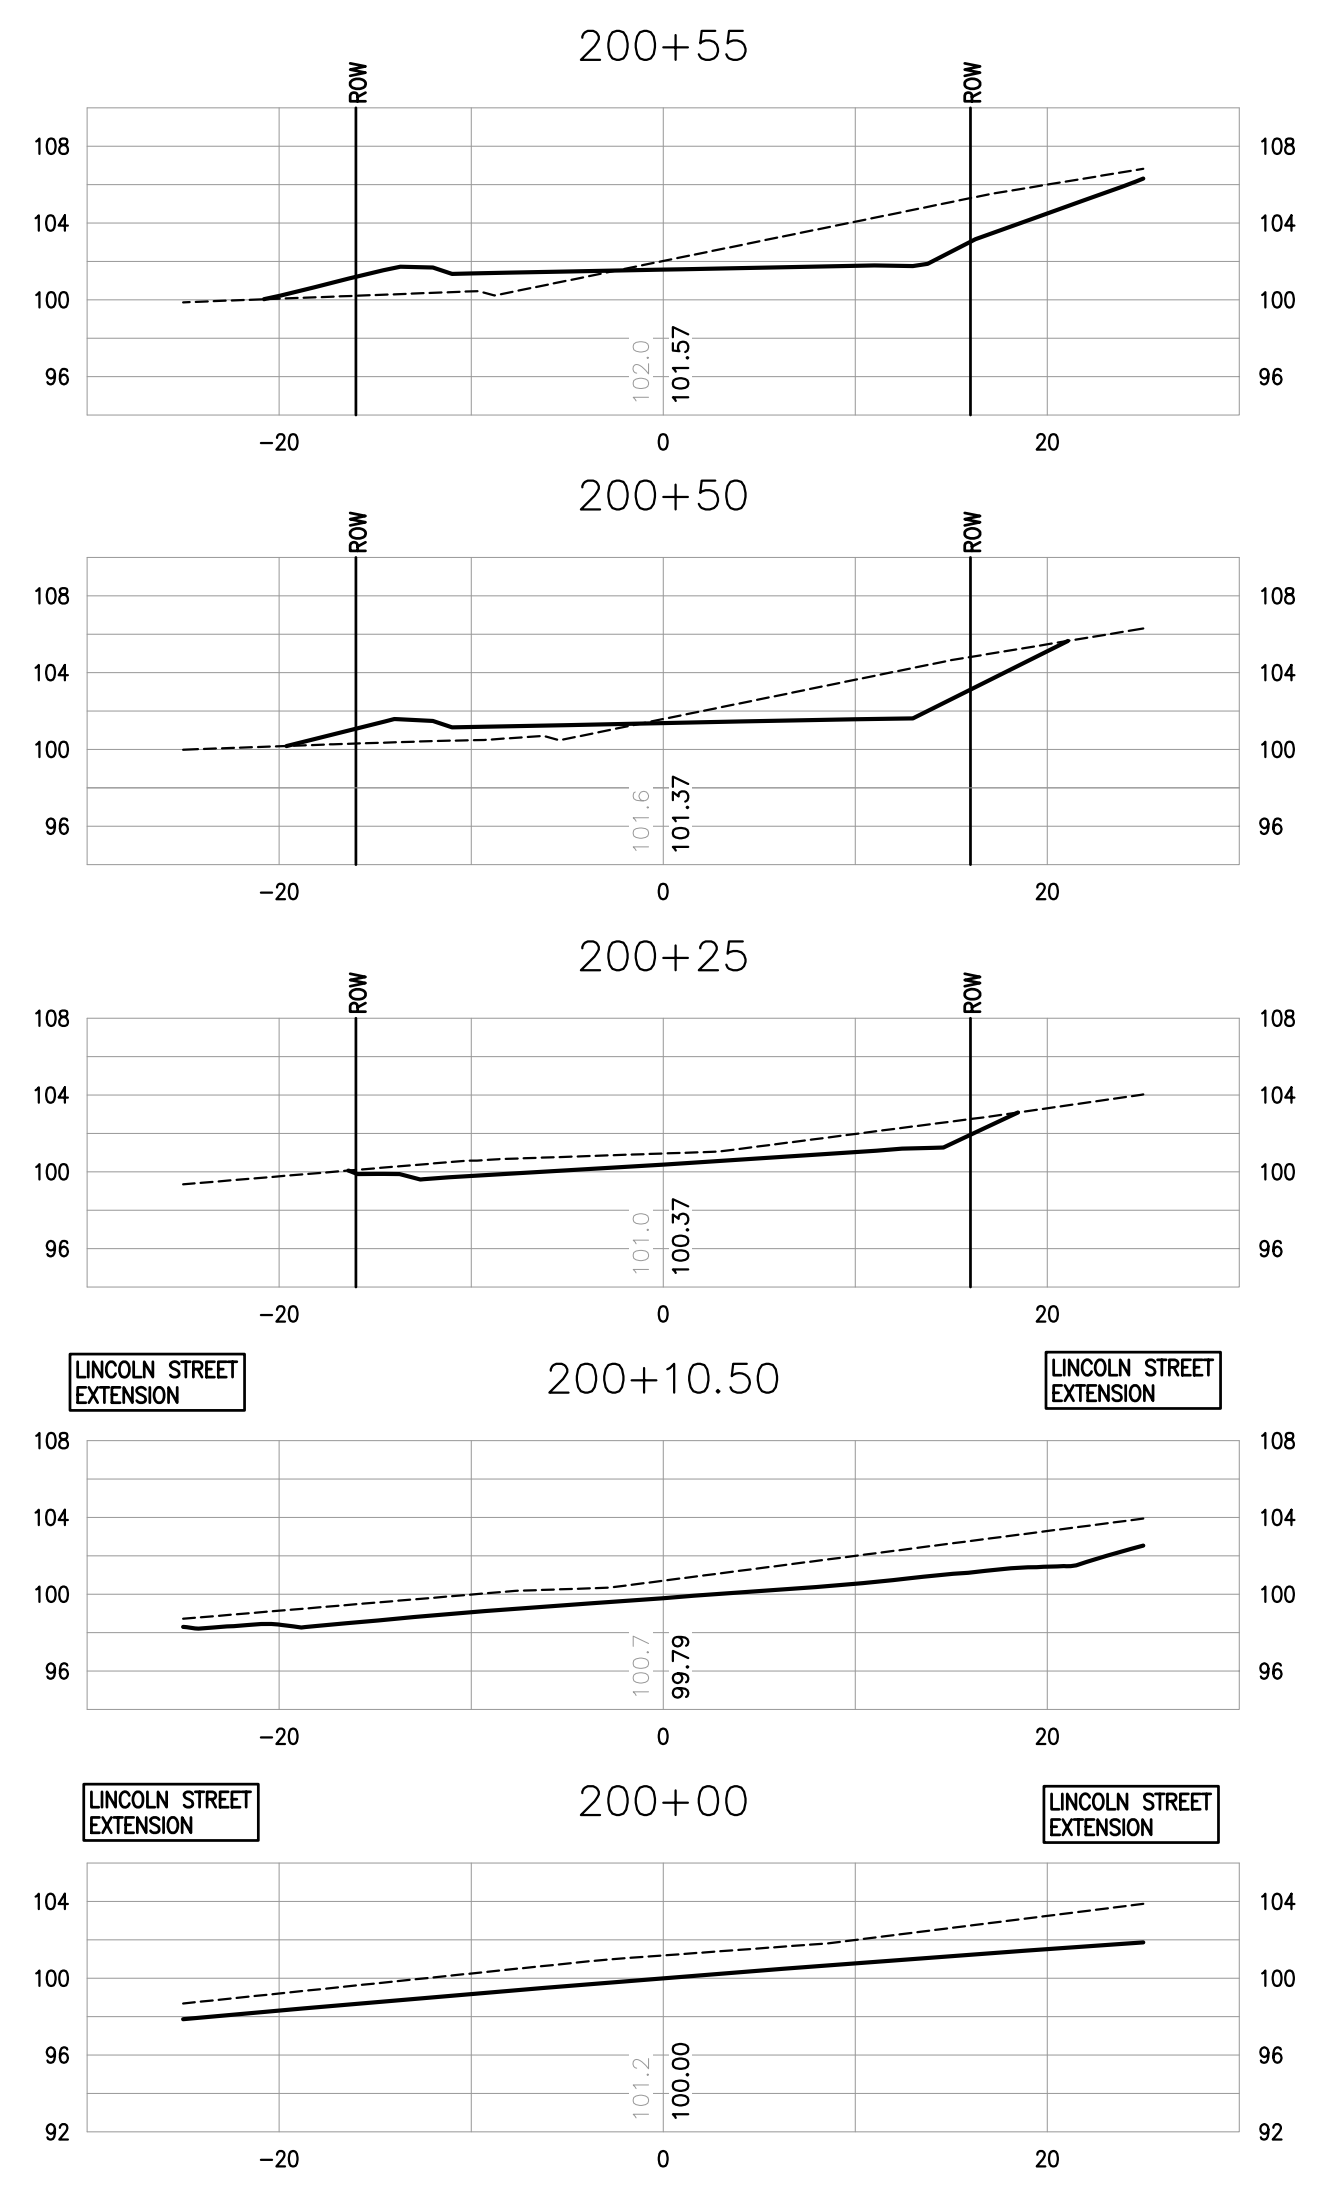 200+55
ROW ROW
108 108
104 104
100 100
96 96
102.0 101.57
-20 0 20
200+50
ROW ROW
108 108
104 104
100 100
96 96
101.6 101.37
-20 0 20
200+25
ROW ROW
108 108
104 104
100 100
96 96
101.0 100.37
-20 0 20
LINCOLN STREET
EXTENSION
200+10.50
LINCOLN STREET
EXTENSION
108 108
104 104
100 100
96 96
100.7 99.79
-20 0 20
LINCOLN STREET
EXTENSION
200+00
LINCOLN STREET
EXTENSION
104 104
100 100
96 96
101.2 100.00
92 92
-20 0 20